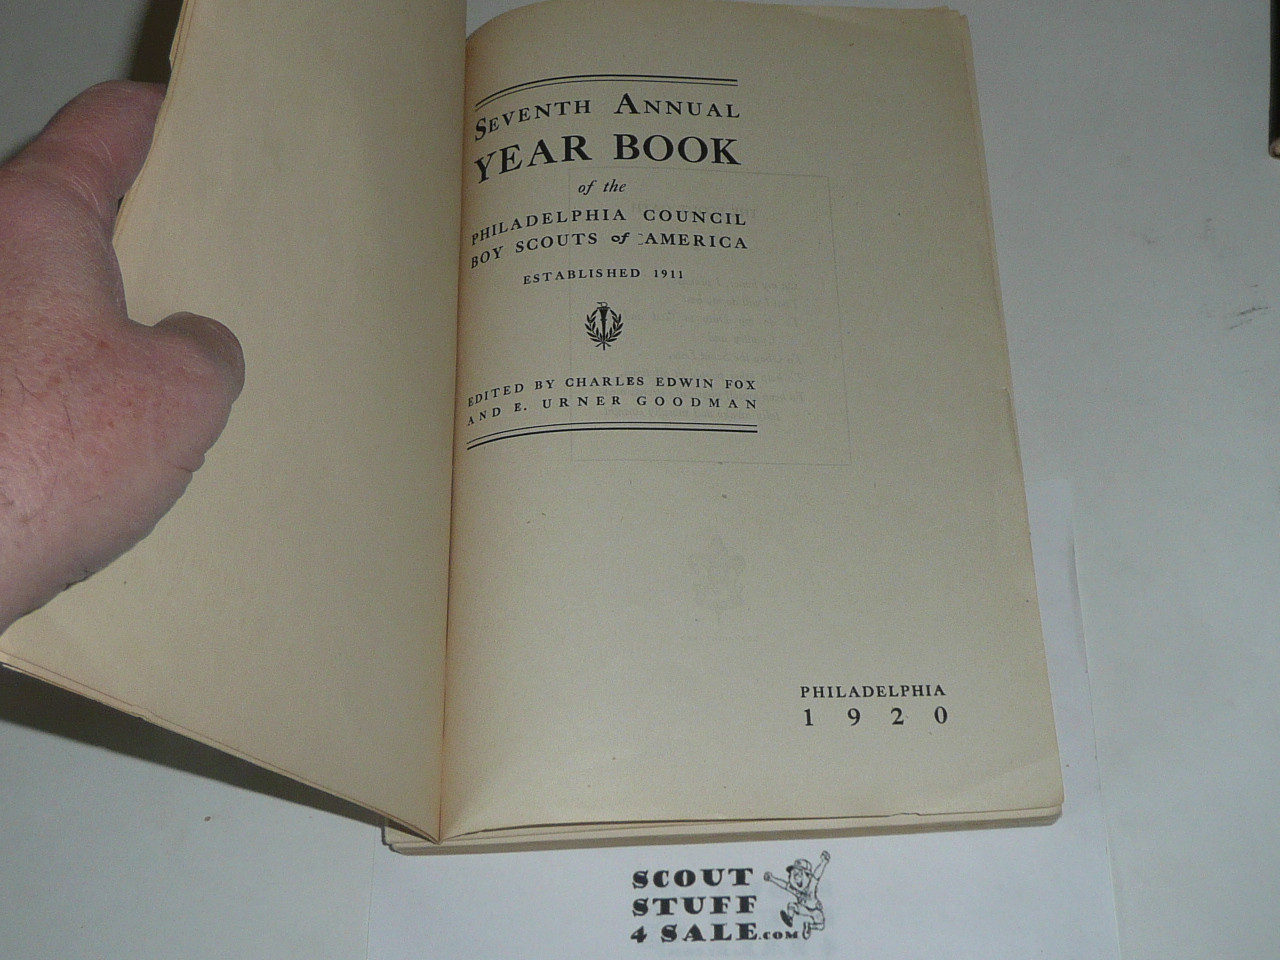 SEVENTH ANNUAL
YEAR BOOK
of the
PHILADELPHIA COUNCIL
BOY SCOUTS of AMERICA
ESTABLISHED 1911
EDITED BY CHARLES EDWIN FOX
AND E. URNER GOODMAN
PHILADELPHIA
1920
SCOUT
STUFF
4 SALE.COM